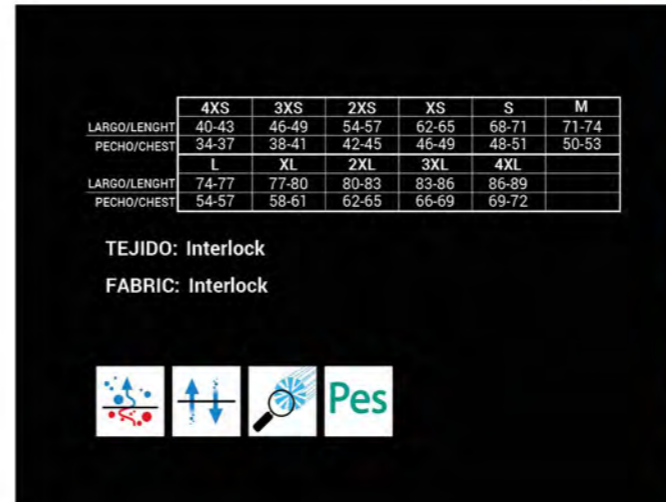 4XS 3XS 2XS XS S M
LARGO/LENGHT 40-43 46-49 54-57 62-65 68-71 71-74
PECHO/CHEST 34-37 38-41 42-45 46-49 48-51 50-53
L XL 2XL 3XL 4XL
LARGO/LENGHT 74-77 77-80 80-83 83-86 86-89
PECHO/CHEST 54-57 58-61 62-65 66-69 69-72
TEJIDO: Interlock
FABRIC: Interlock
Pes